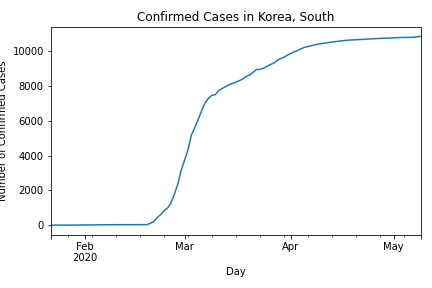 Confirmed Cases in Korea, South
Number of Confirmed Cases
10000
8000
6000
4000
2000
0
Feb
2020
Mar
Apr
May
Day